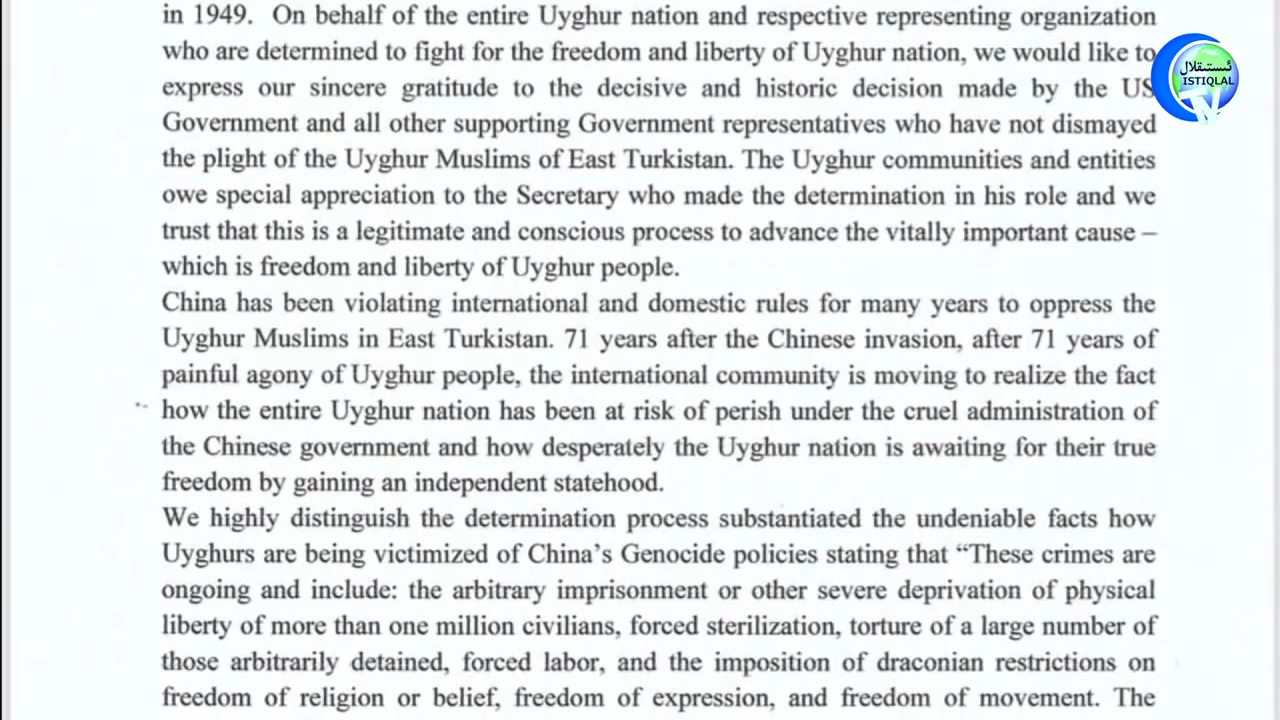 in 1949. On behalf of the entire Uyghur nation and respective representing organization
who are determined to fight for the freedom and liberty of Uyghur nation, we would like to
express our sincere gratitude to the decisive and historic decision made by the US
Government and all other supporting Government representatives who have not dismayed
the plight of the Uyghur Muslims of East Turkistan. The Uyghur communities and entities
owe special appreciation to the Secretary who made the determination in his role and we
trust that this is a legitimate and conscious process to advance the vitally important cause –
which is freedom and liberty of Uyghur people.
China has been violating international and domestic rules for many years to oppress the
Uyghur Muslims in East Turkistan. 71 years after the Chinese invasion, after 71 years of
painful agony of Uyghur people, the international community is moving to realize the fact
how the entire Uyghur nation has been at risk of perish under the cruel administration of
the Chinese government and how desperately the Uyghur nation is awaiting for their true
freedom by gaining an independent statehood.
We highly distinguish the determination process substantiated the undeniable facts how
Uyghurs are being victimized of China's Genocide policies stating that “These crimes are
ongoing and include: the arbitrary imprisonment or other severe deprivation of physical
liberty of more than one million civilians, forced sterilization, torture of a large number of
those arbitrarily detained, forced labor, and the imposition of draconian restrictions on
freedom of religion or belief, freedom of expression, and freedom of movement. The
ئىستىقلال
ISTIQLAL
TV